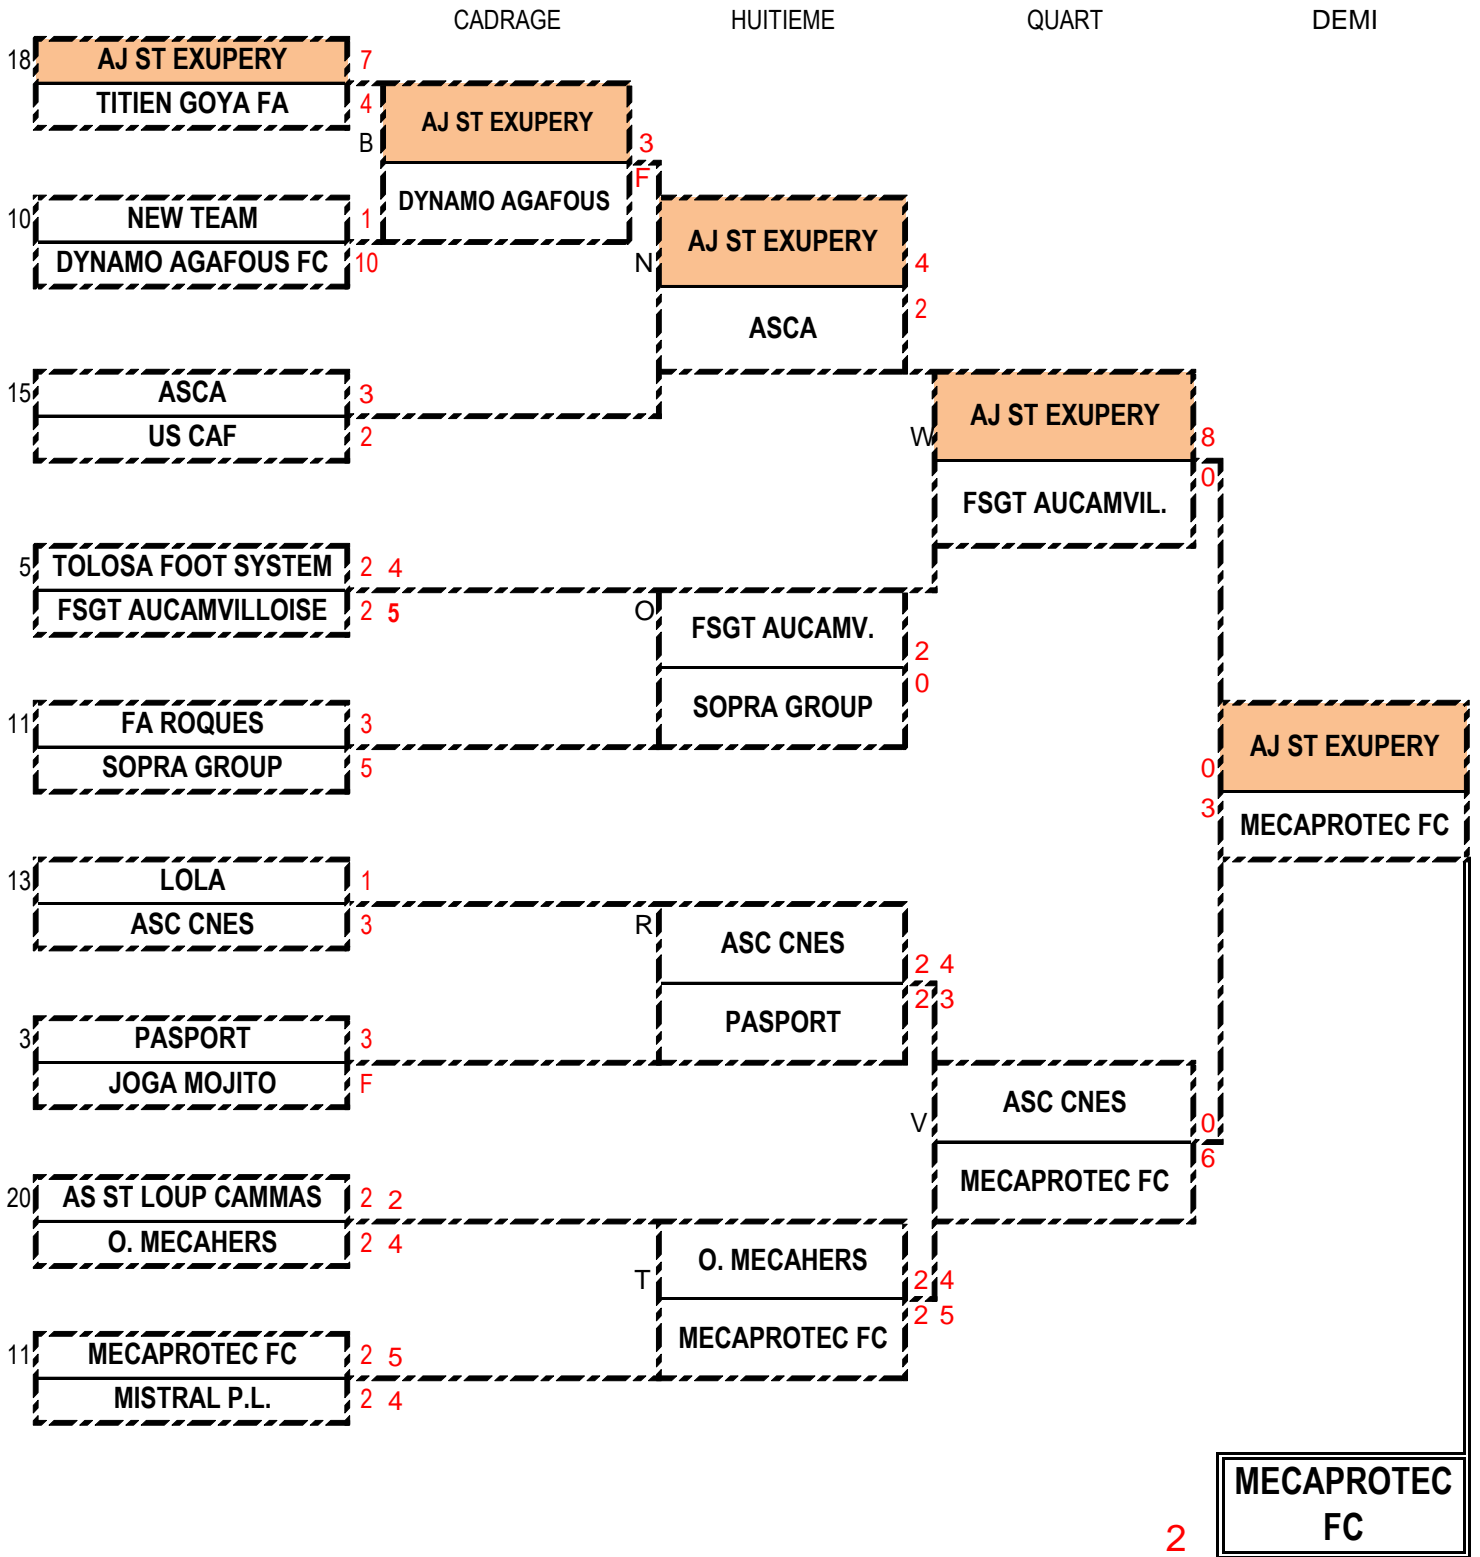 CADRAGE HUITIEME QUART DEMI
18 AJ ST EXUPERY 7
TITIEN GOYA FA 4
B AJ ST EXUPERY 3
DYNAMO AGAFOUS F
10 NEW TEAM 1
DYNAMO AGAFOUS FC 10
N AJ ST EXUPERY 4
ASCA 2
15 ASCA 3
US CAF 2
W AJ ST EXUPERY 8
FSGT AUCAMVIL. 0
5 TOLOSA FOOT SYSTEM 2 4
FSGT AUCAMVILLOISE 2 5
O FSGT AUCAMV. 2
SOPRA GROUP 0
11 FA ROQUES 3
SOPRA GROUP 5
0 AJ ST EXUPERY
3 MECAPROTEC FC
13 LOLA 1
ASC CNES 3
R ASC CNES 2 4
PASPORT 2 3
3 PASPORT 3
JOGA MOJITO F
V ASC CNES 0
MECAPROTEC FC 6
20 AS ST LOUP CAMMAS 2 2
O. MECAHERS 2 4
T O. MECAHERS 2 4
MECAPROTEC FC 2 5
11 MECAPROTEC FC 2 5
MISTRAL P.L. 2 4
MECAPROTEC
2 FC